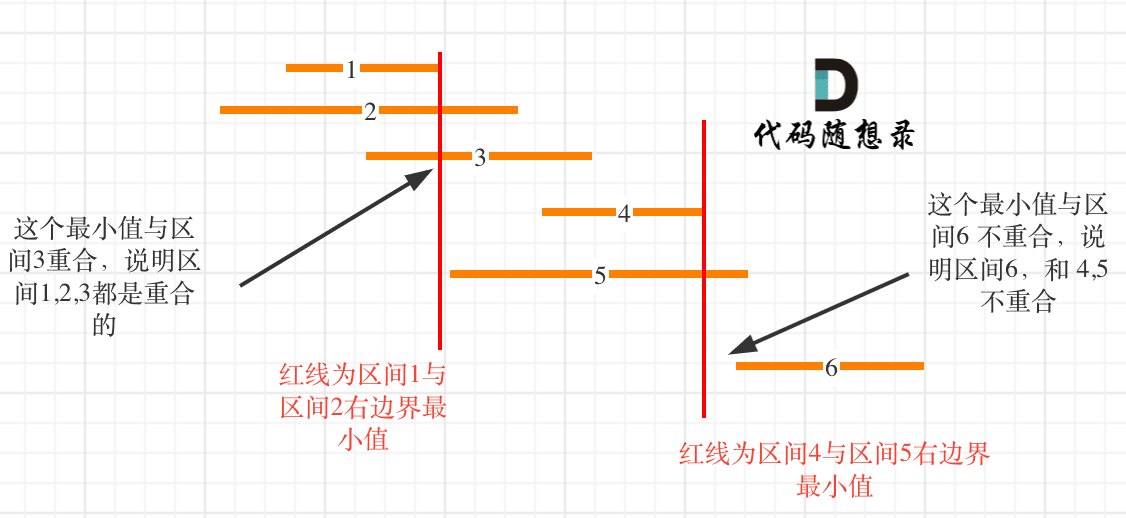 1
2
代码随想录
3
这个最小值与区
间3重合，说明区
间1,2,3都是重合
的
4
这个最小值与区
间6 不重合，说
明区间6，和 4,5
不重合
5
6
红线为区间1与
区间2右边界最
小值
红线为区间4与区间5右边界
最小值